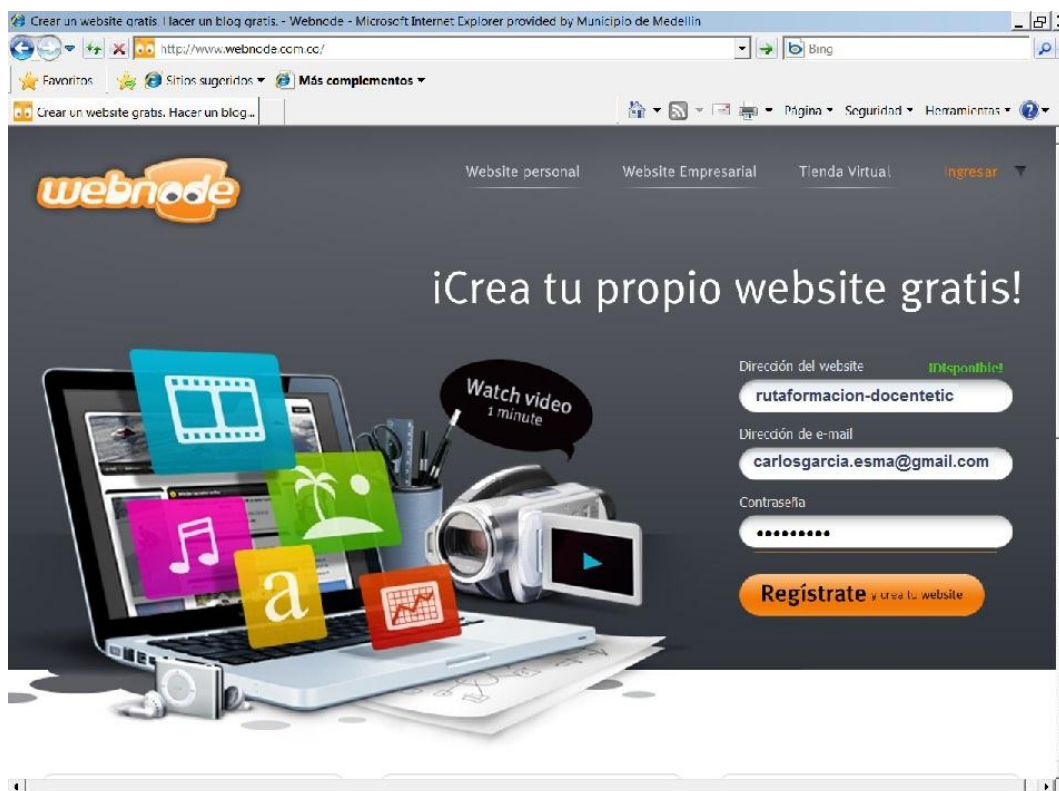 Crear un website gratis. Hacer un blog gratis. - Webnode - Microsoft Internet Explorer provided by Municipio de Medellin
http://www.webnode.com.co/
Bing
Favoritos Sitios sugeridos Más complementos
Crear un website gratis. Hacer un blog...
Página Seguridad Herramientas
webnode
Website personal Website Empresarial Tienda Virtual Ingresar
¡Crea tu propio website gratis!
Watch video
1 minute
Dirección del website ¡Disponible!
rutaformacion-docentetic
Dirección de e-mail
carlosgarcia.esma@gmail.com
Contraseña
•••••••••
Regístrate y crea tu website
a